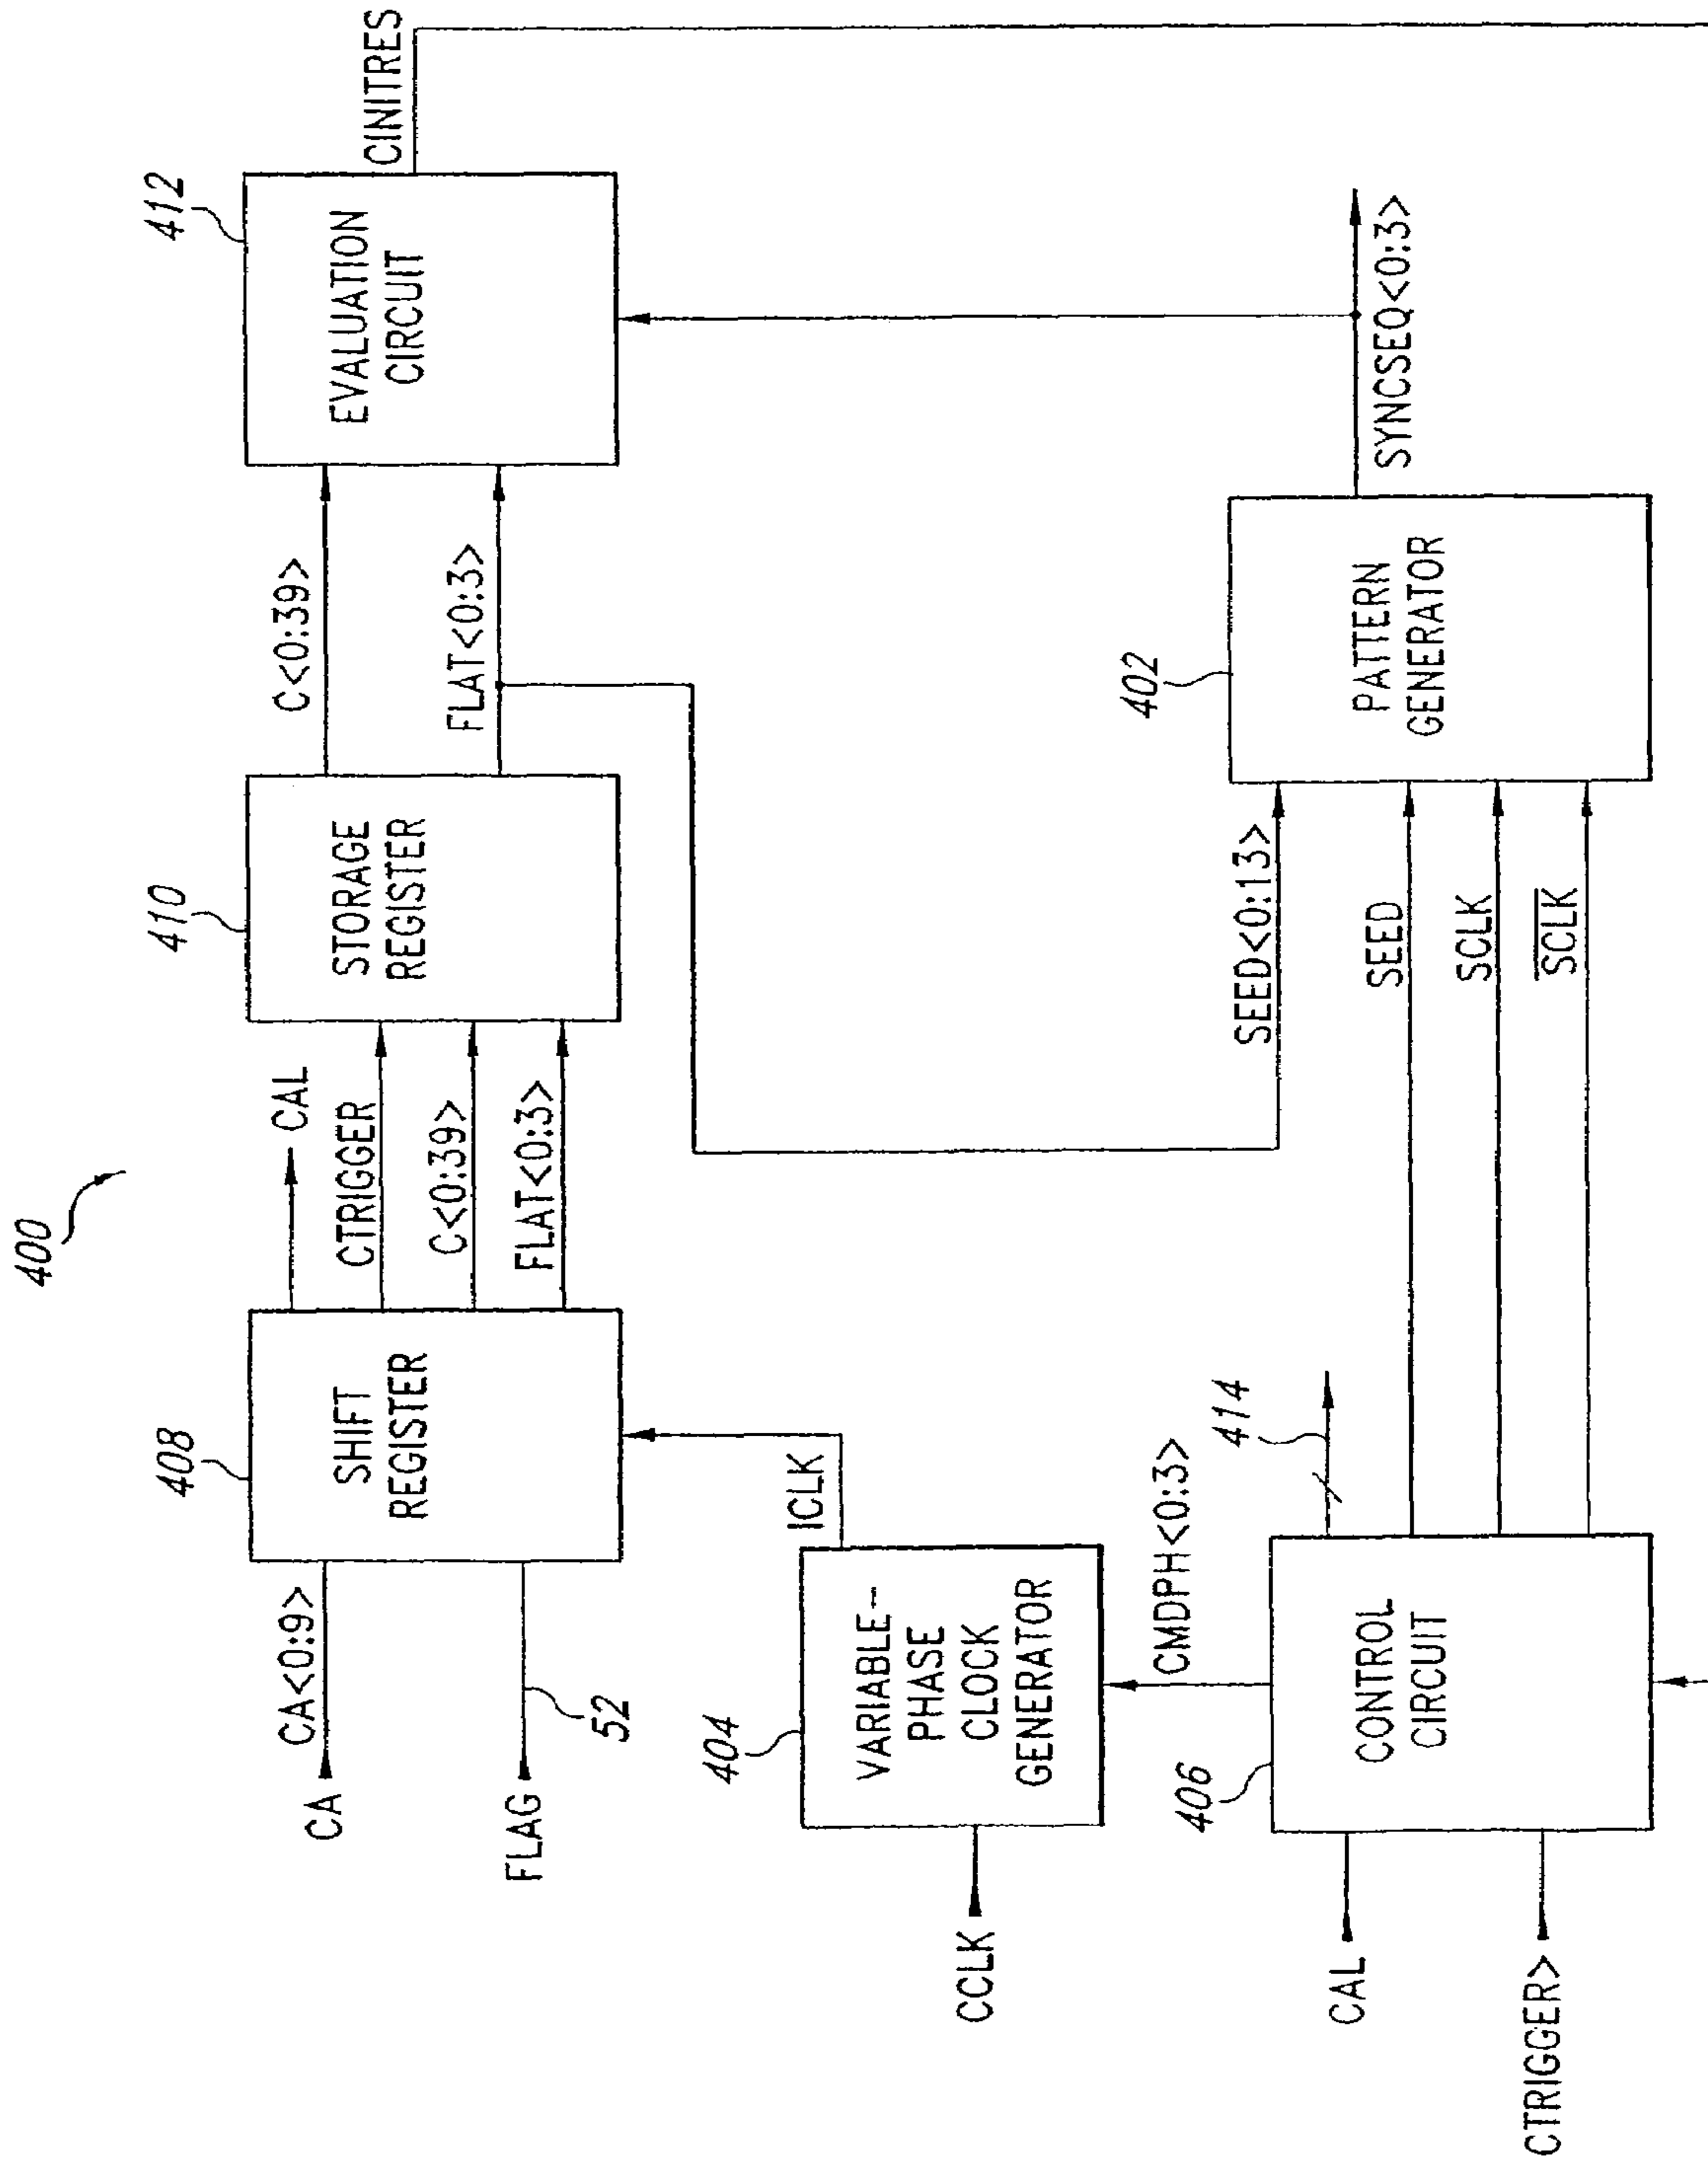 400
408
410
412
CA
CA<0:9>
SHIFT
REGISTER
CAL
CTRIGGER
C<0:39>
FLAT<0:3>
STORAGE
REGISTER
C<0:39>
FLAT<0:3>
EVALUATION
CIRCUIT
CINITRES
FLAG
52
ICLK
404
VARIABLE-
PHASE
CLOCK
GENERATOR
CCLK
CMDPH<0:3>
406
CONTROL
CIRCUIT
CAL
CTRIGGER>
414
402
SEED<0:13>
SEED
SCLK
SCLK
PATTERN
GENERATOR
SYNCSEQ<0:3>